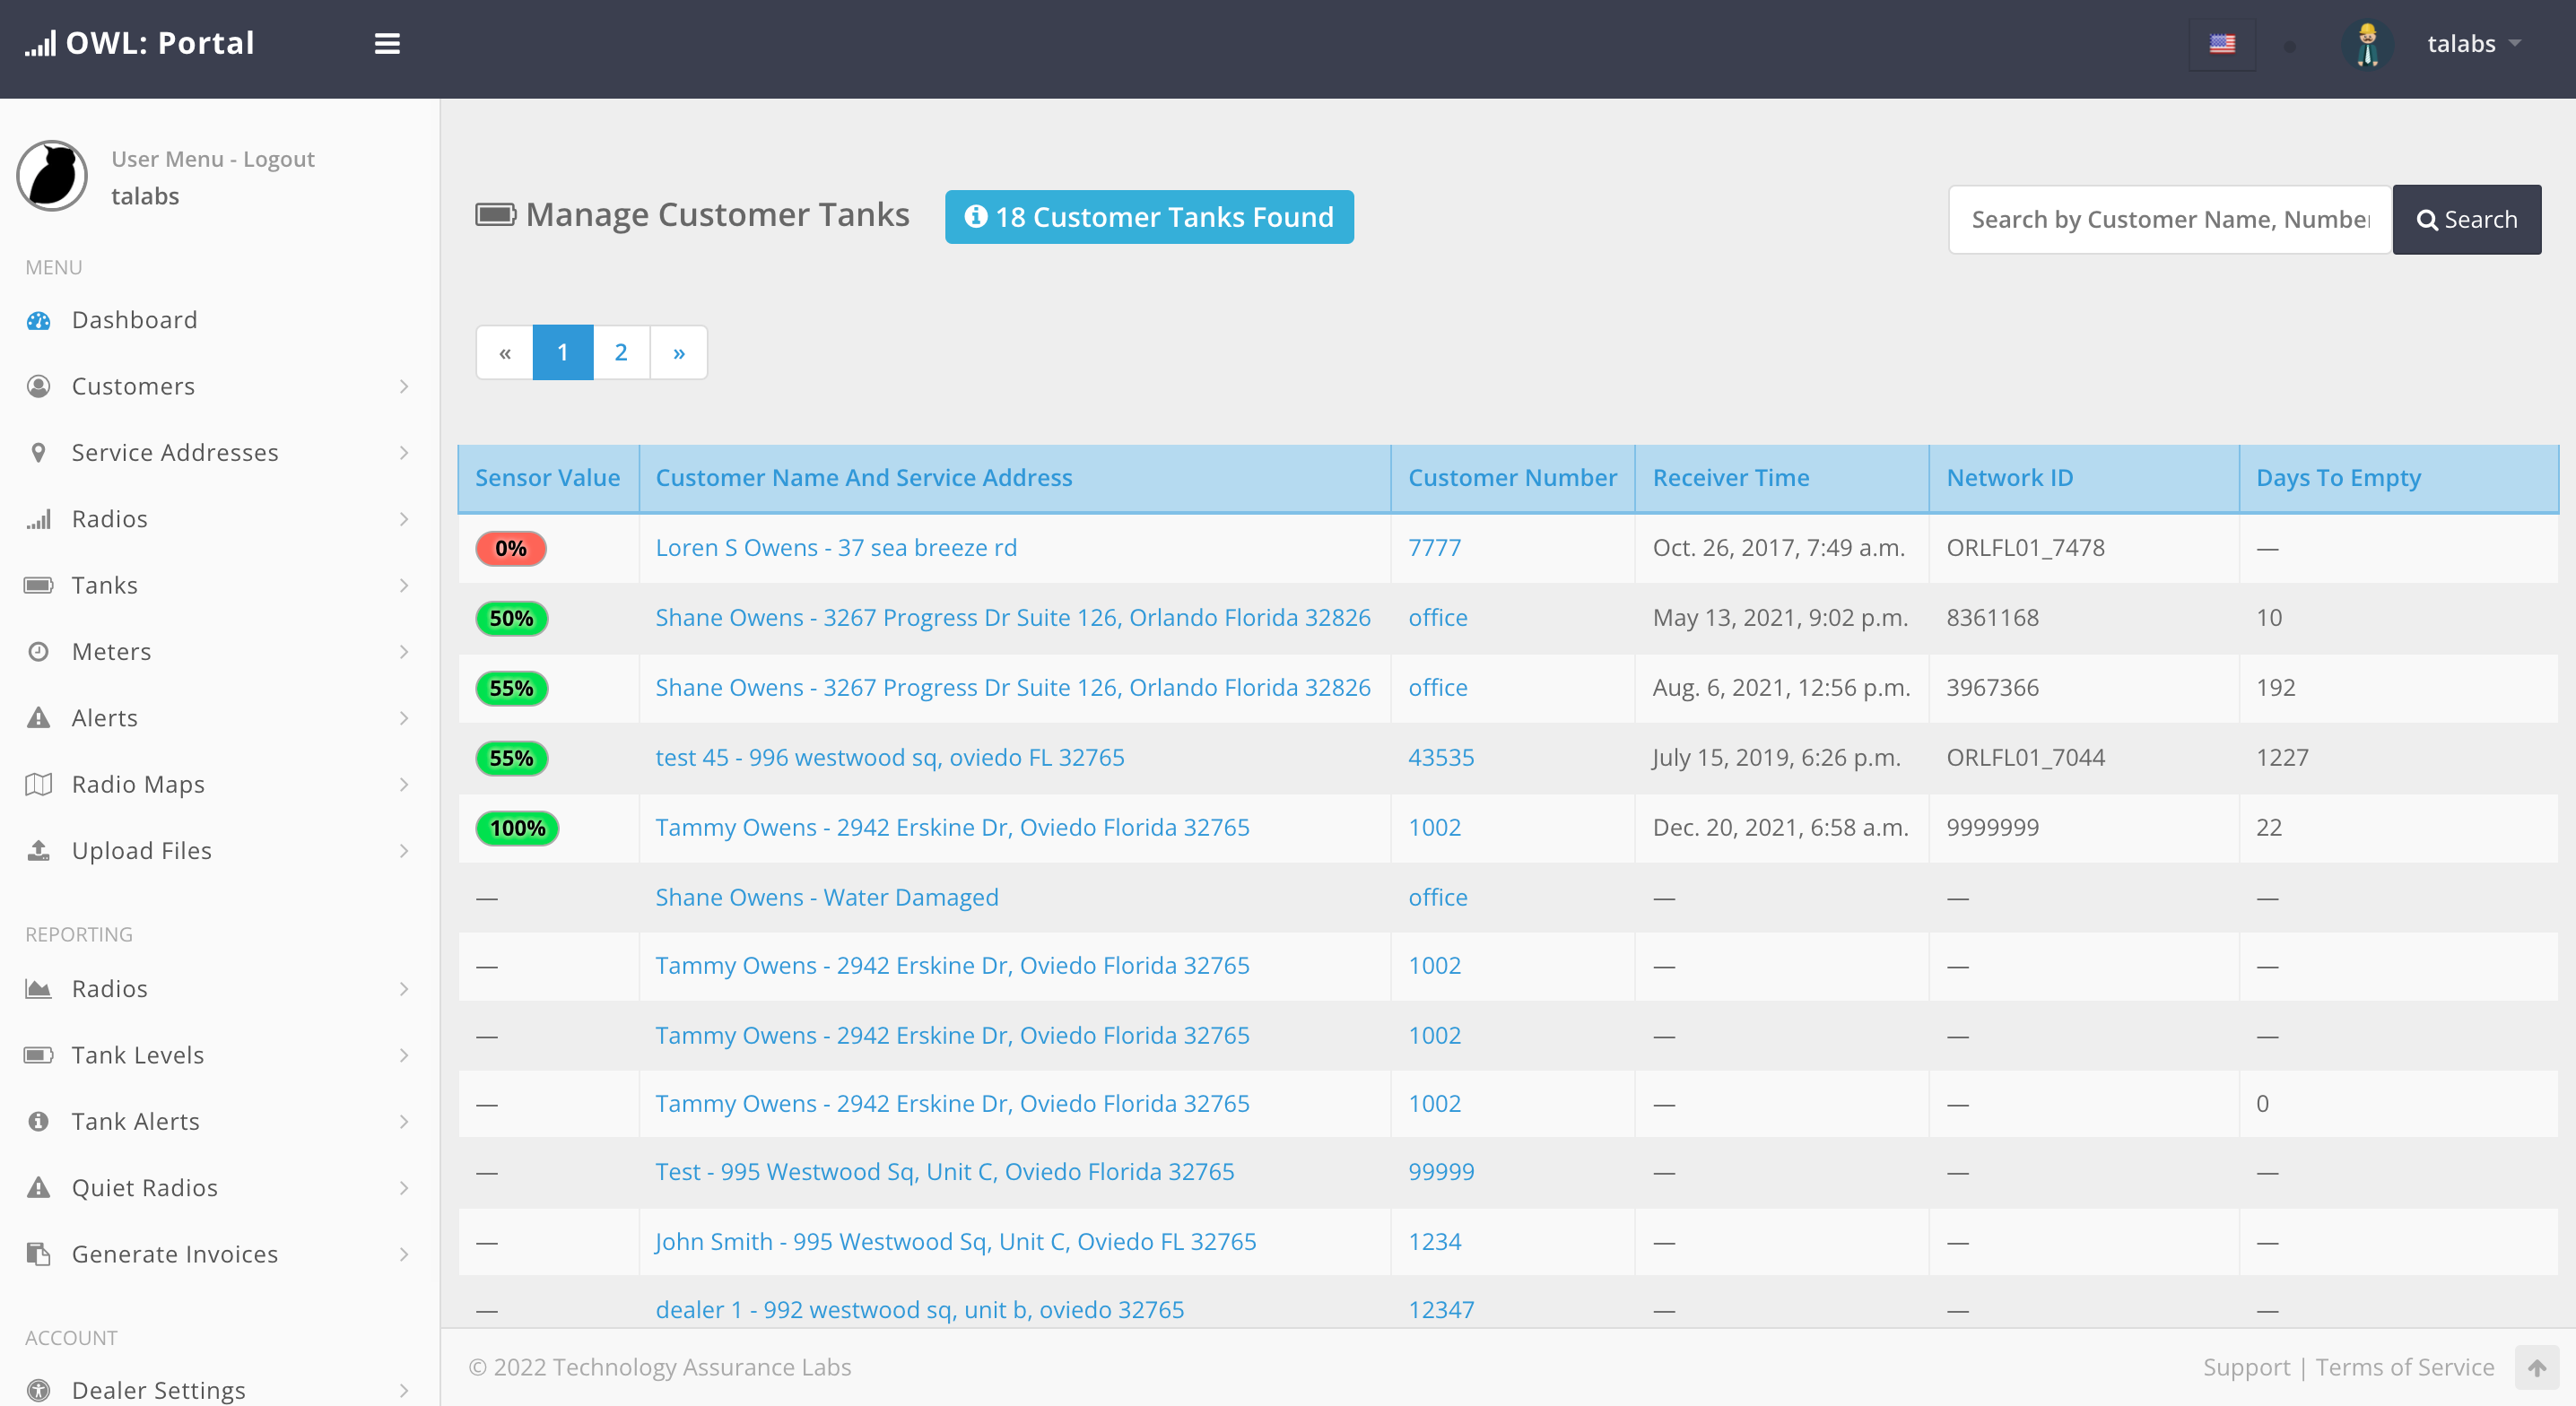 OWL: Portal
talabs
User Menu - Logout
talabs
MENU
Dashboard
Customers
Service Addresses
Radios
Tanks
Meters
Alerts
Radio Maps
Upload Files
REPORTING
Radios
Tank Levels
Tank Alerts
Quiet Radios
Generate Invoices
ACCOUNT
Dealer Settings
Manage Customer Tanks 18 Customer Tanks Found
Search by Customer Name, Number Search
« 1 2 »
Sensor Value Customer Name And Service Address Customer Number Receiver Time Network ID Days To Empty
0% Loren S Owens - 37 sea breeze rd 7777 Oct. 26, 2017, 7:49 a.m. ORLFL01_7478 —
50% Shane Owens - 3267 Progress Dr Suite 126, Orlando Florida 32826 office May 13, 2021, 9:02 p.m. 8361168 10
55% Shane Owens - 3267 Progress Dr Suite 126, Orlando Florida 32826 office Aug. 6, 2021, 12:56 p.m. 3967366 192
55% test 45 - 996 westwood sq, oviedo FL 32765 43535 July 15, 2019, 6:26 p.m. ORLFL01_7044 1227
100% Tammy Owens - 2942 Erskine Dr, Oviedo Florida 32765 1002 Dec. 20, 2021, 6:58 a.m. 9999999 22
— Shane Owens - Water Damaged office — — —
— Tammy Owens - 2942 Erskine Dr, Oviedo Florida 32765 1002 — — —
— Tammy Owens - 2942 Erskine Dr, Oviedo Florida 32765 1002 — — —
— Tammy Owens - 2942 Erskine Dr, Oviedo Florida 32765 1002 — — 0
— Test - 995 Westwood Sq, Unit C, Oviedo Florida 32765 99999 — — —
— John Smith - 995 Westwood Sq, Unit C, Oviedo FL 32765 1234 — — —
— dealer 1 - 992 westwood sq, unit b, oviedo 32765 12347 — — —
© 2022 Technology Assurance Labs
Support | Terms of Service